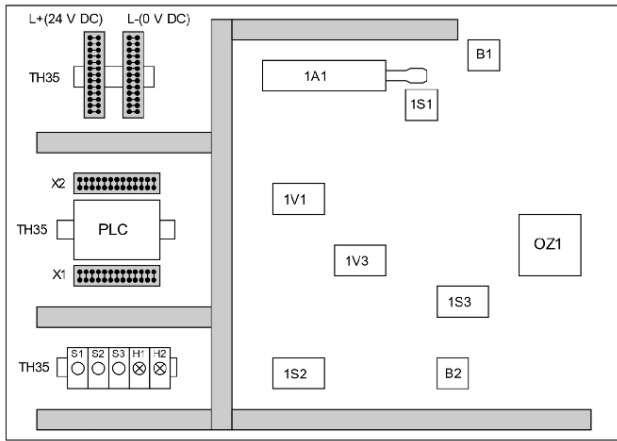 L+(24 V DC) L-(0 V DC)
TH35
1A1
B1
1S1
X2
1V1
TH35
PLC
OZ1
1V3
X1
1S3
S1 S2 S3 H1 H2
TH35
1S2
B2